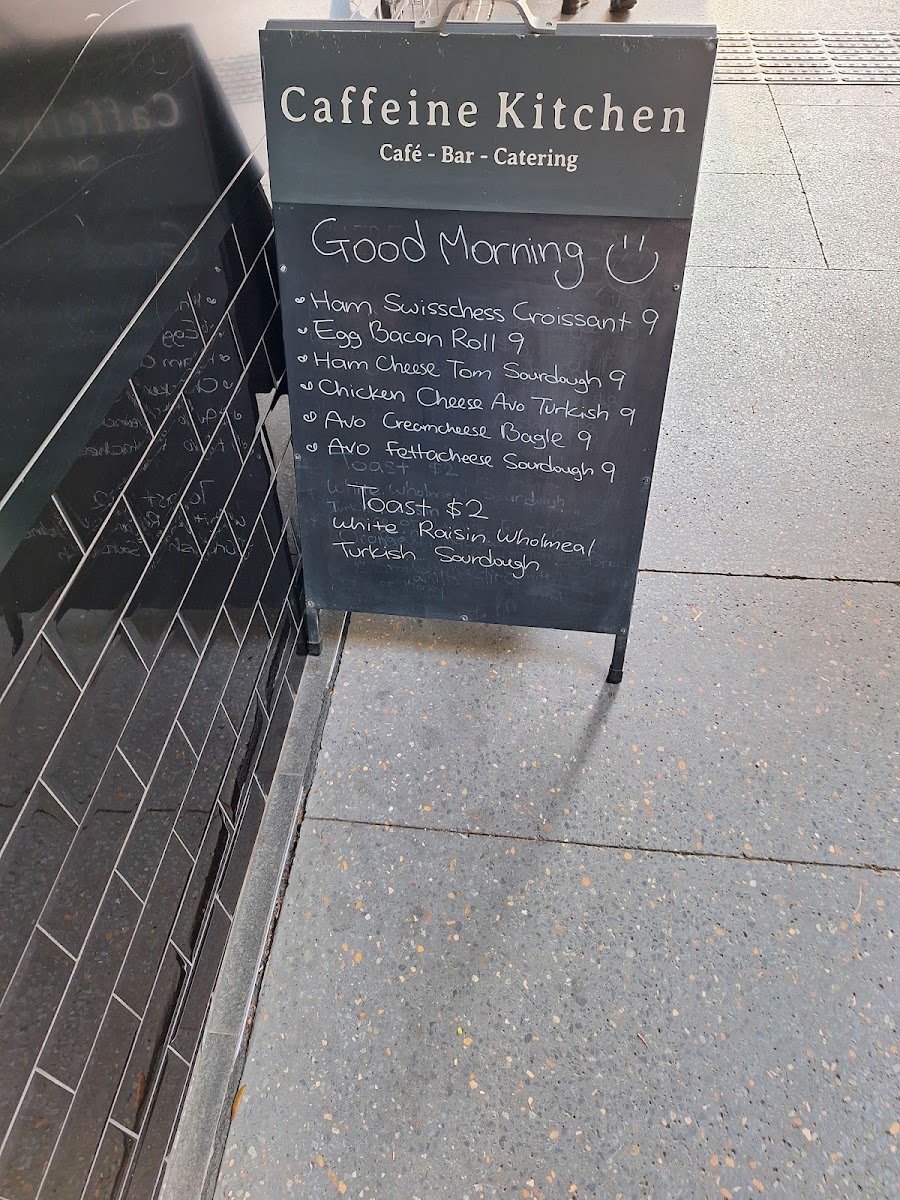 Caffeine Kitchen
Café - Bar - Catering
Good Morning
Ham Swisschess Croissant 9
Egg Bacon Roll 9
Ham Cheese Tom Sourdough 9
Chicken Cheese Avo Turkish 9
Avo Creamcheese Bagle 9
Avo Fettacheese Sourdough 9
Toast $2
Toast $2
White Raisin Wholmeal
Turkish Sourdough